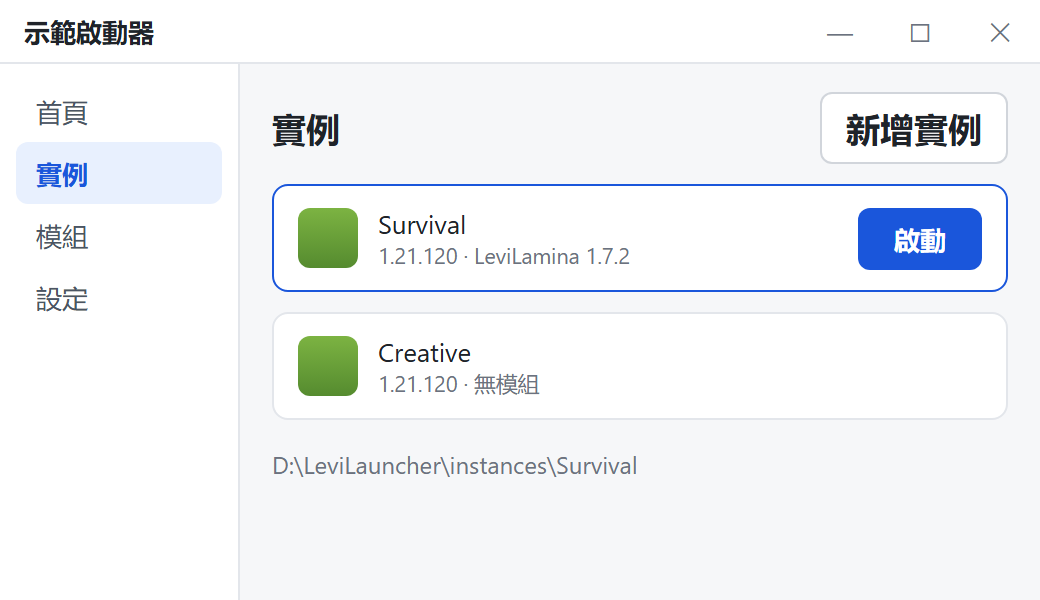 示範啟動器
首頁
實例
模組
設定
實例
新增實例
Survival
1.21.120 · LeviLamina 1.7.2
啟動
Creative
1.21.120 · 無模組
D:\LeviLauncher\instances\Survival